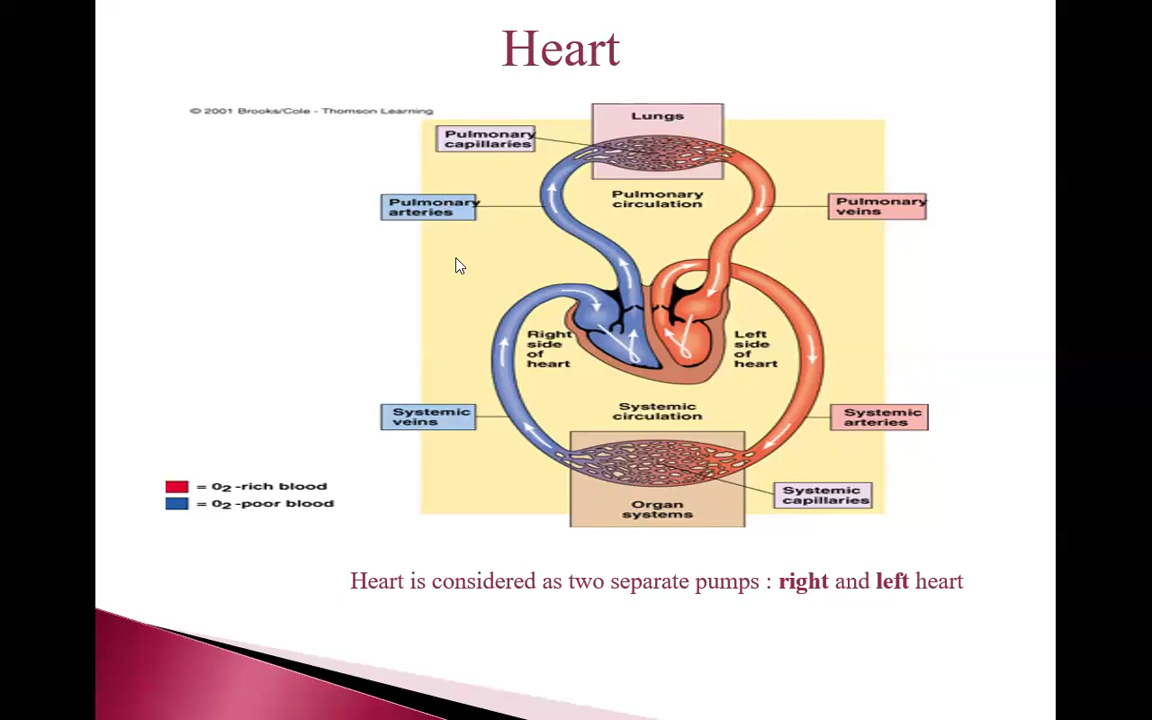 Heart
© 2001 Brooks/Cole - Thomson Learning
Lungs
Pulmonary
capillaries
Pulmonary
circulation
Pulmonary
arteries
Pulmonary
veins
Right
side
of
heart
Left
side
of
heart
Systemic
circulation
Systemic
veins
Systemic
arteries
Systemic
capillaries
Organ
systems
= O2 -rich blood
= O2 -poor blood
Heart is considered as two separate pumps : right and left heart